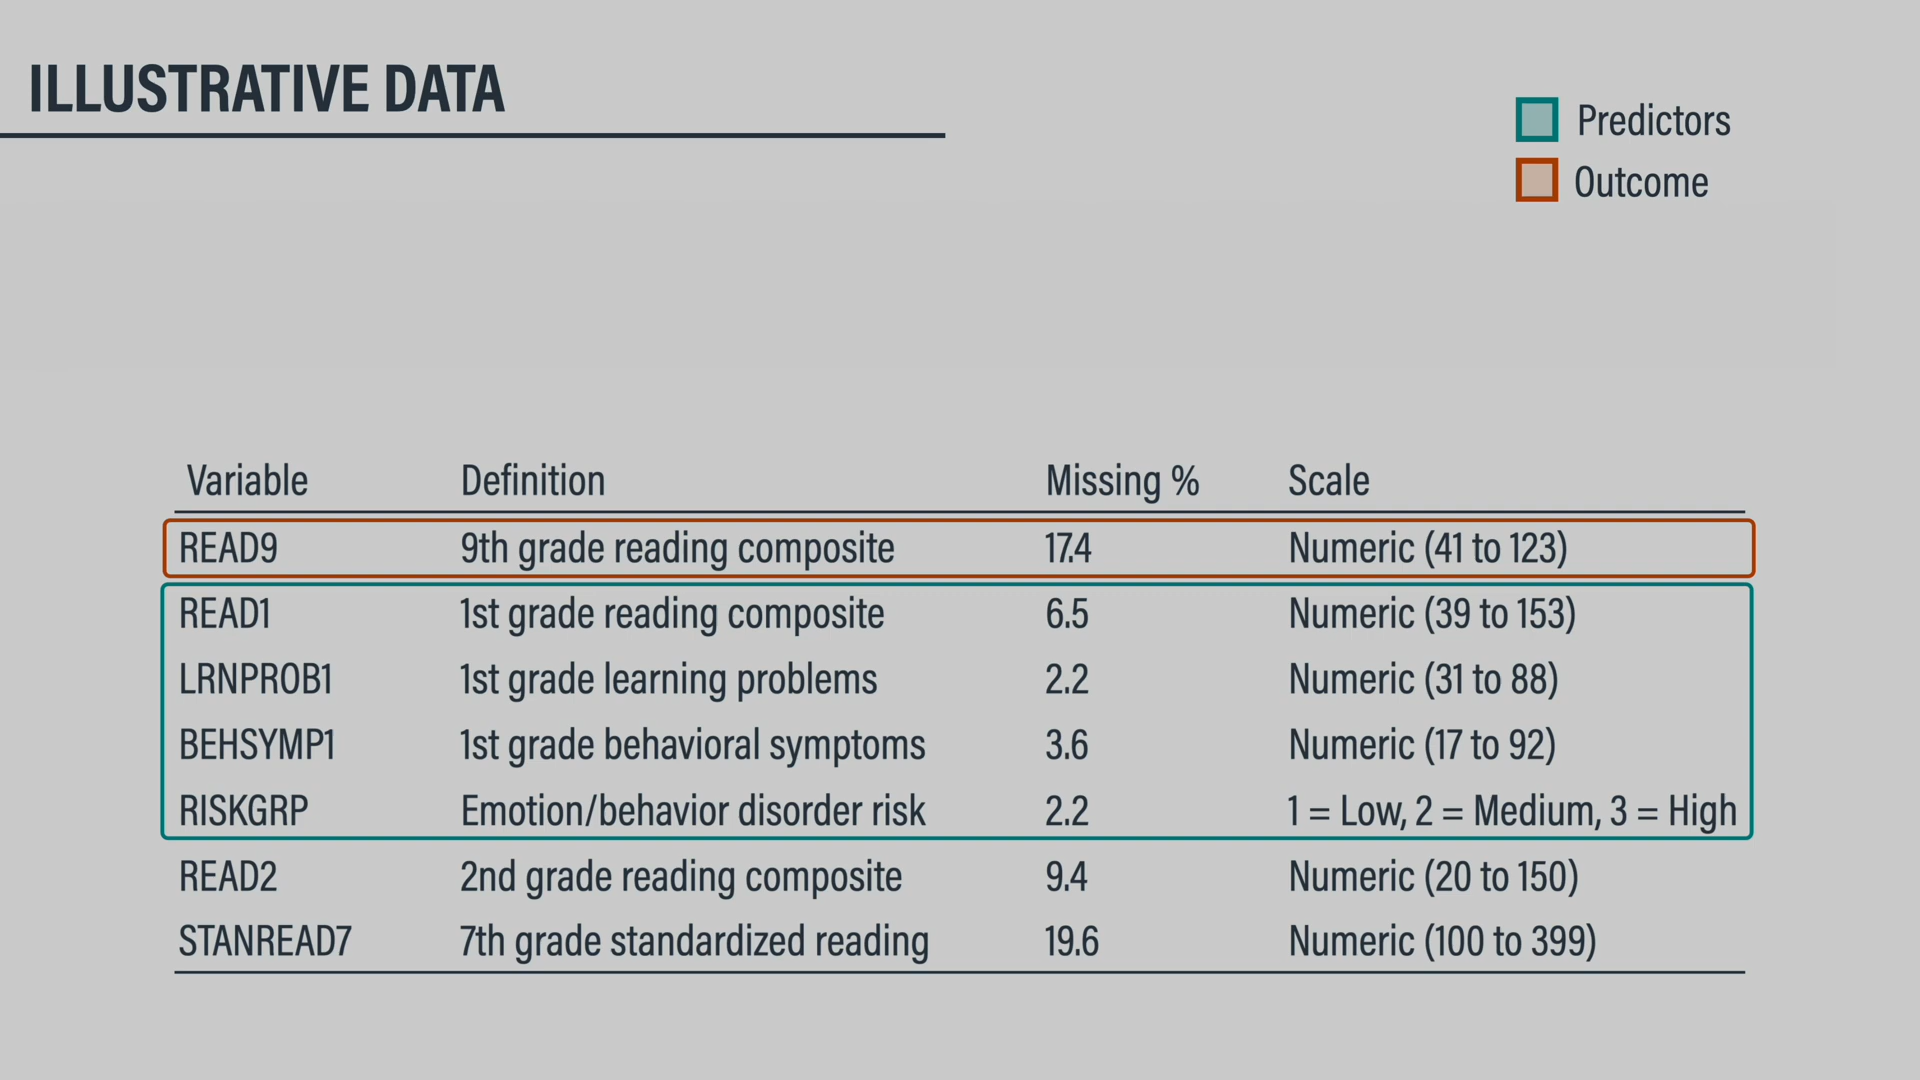 ILLUSTRATIVE DATA
Predictors
Outcome
Variable Definition Missing % Scale
READ9 9th grade reading composite 17.4 Numeric (41 to 123)
READ1 1st grade reading composite 6.5 Numeric (39 to 153)
LRNPROB1 1st grade learning problems 2.2 Numeric (31 to 88)
BEHSYMP1 1st grade behavioral symptoms 3.6 Numeric (17 to 92)
RISKGRP Emotion/behavior disorder risk 2.2 1 = Low, 2 = Medium, 3 = High
READ2 2nd grade reading composite 9.4 Numeric (20 to 150)
STANREAD7 7th grade standardized reading 19.6 Numeric (100 to 399)